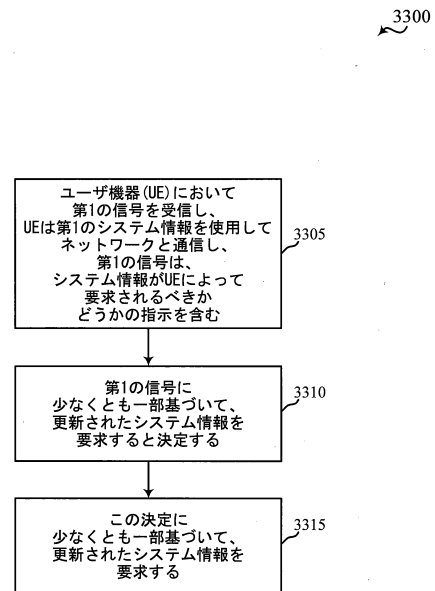 3300
ユーザ機器(UE)において
第1の信号を受信し、
UEは第1のシステム情報を使用して
ネットワークと通信し、
第1の信号は、
システム情報がUEによって
要求されるべきか
どうかの指示を含む
3305
第1の信号に
少なくとも一部基づいて、
更新されたシステム情報を
要求すると決定する
3310
この決定に
少なくとも一部基づいて、
更新されたシステム情報を
要求する
3315